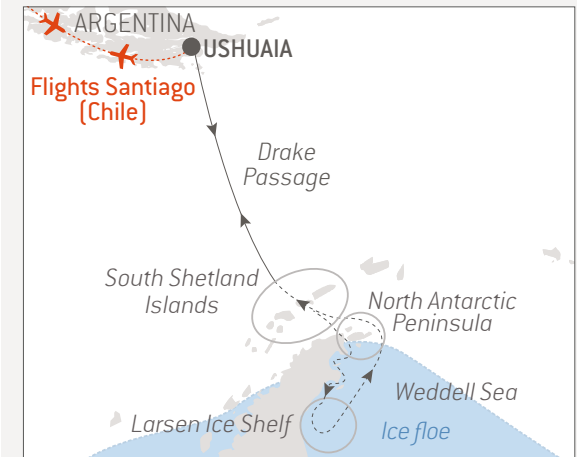 ARGENTINA
USHUAIA
Flights Santiago
(Chile)
Drake
Passage
South Shetland
Islands
North Antarctic
Peninsula
Weddell Sea
Larsen Ice Shelf
Ice floe